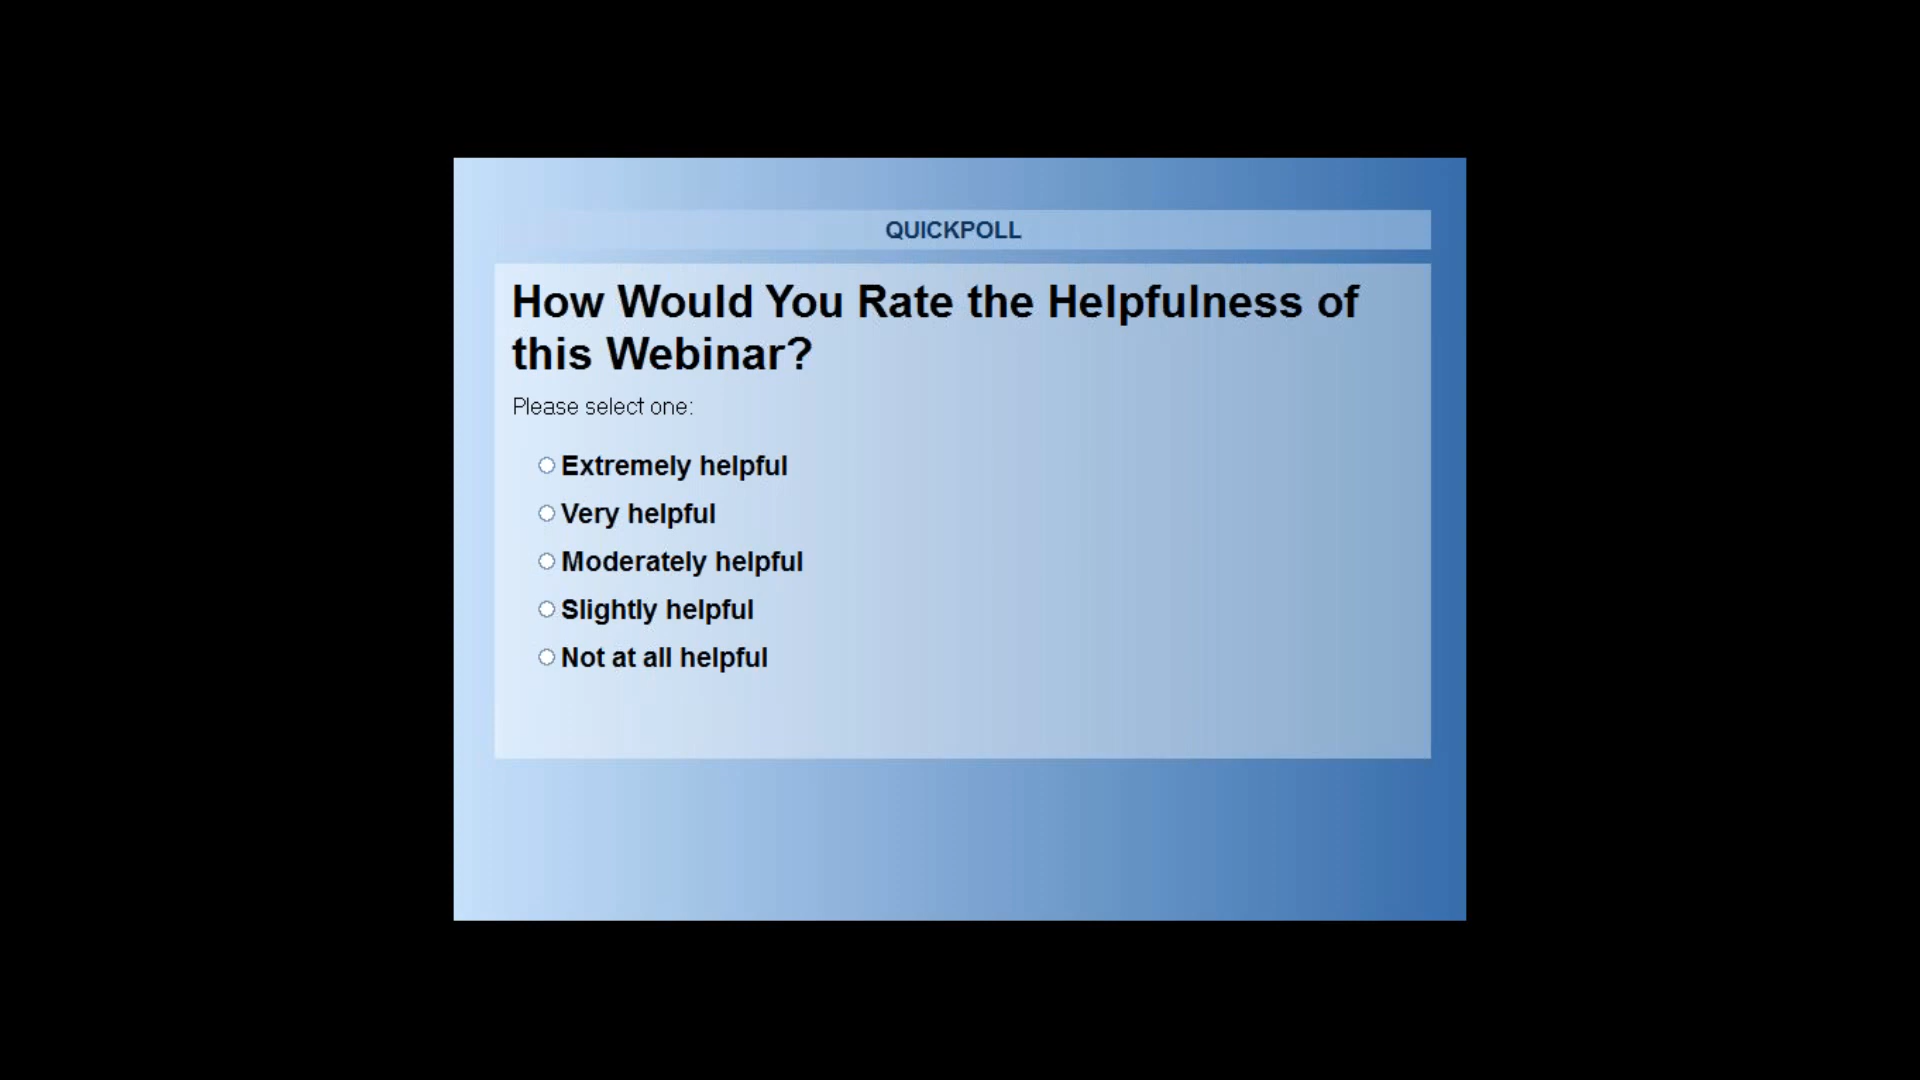 QUICKPOLL
How Would You Rate the Helpfulness of
this Webinar?
Please select one:
Extremely helpful
Very helpful
Moderately helpful
Slightly helpful
Not at all helpful